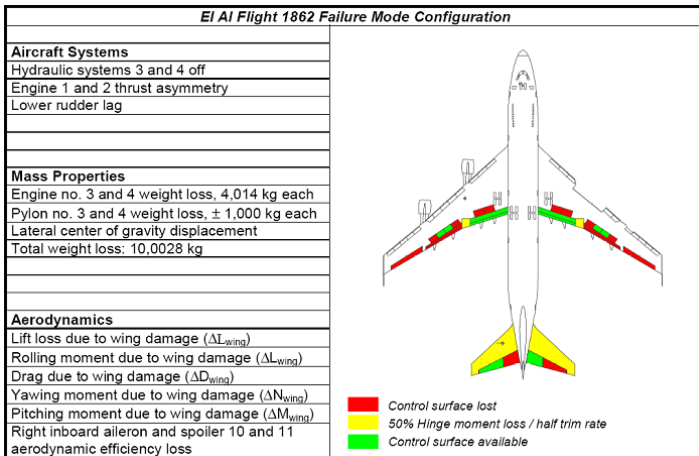 El Al Flight 1862 Failure Mode Configuration
Aircraft Systems
Hydraulic systems 3 and 4 off
Engine 1 and 2 thrust asymmetry
Lower rudder lag
Mass Properties
Engine no. 3 and 4 weight loss, 4,014 kg each
Pylon no. 3 and 4 weight loss, ± 1,000 kg each
Lateral center of gravity displacement
Total weight loss: 10,0028 kg
Aerodynamics
Lift loss due to wing damage (ΔLwing)
Rolling moment due to wing damage (ΔLwing)
Drag due to wing damage (ΔDwing)
Yawing moment due to wing damage (ΔNwing)
Pitching moment due to wing damage (ΔMwing)
Right inboard aileron and spoiler 10 and 11
aerodynamic efficiency loss
Control surface lost
50% Hinge moment loss / half trim rate
Control surface available